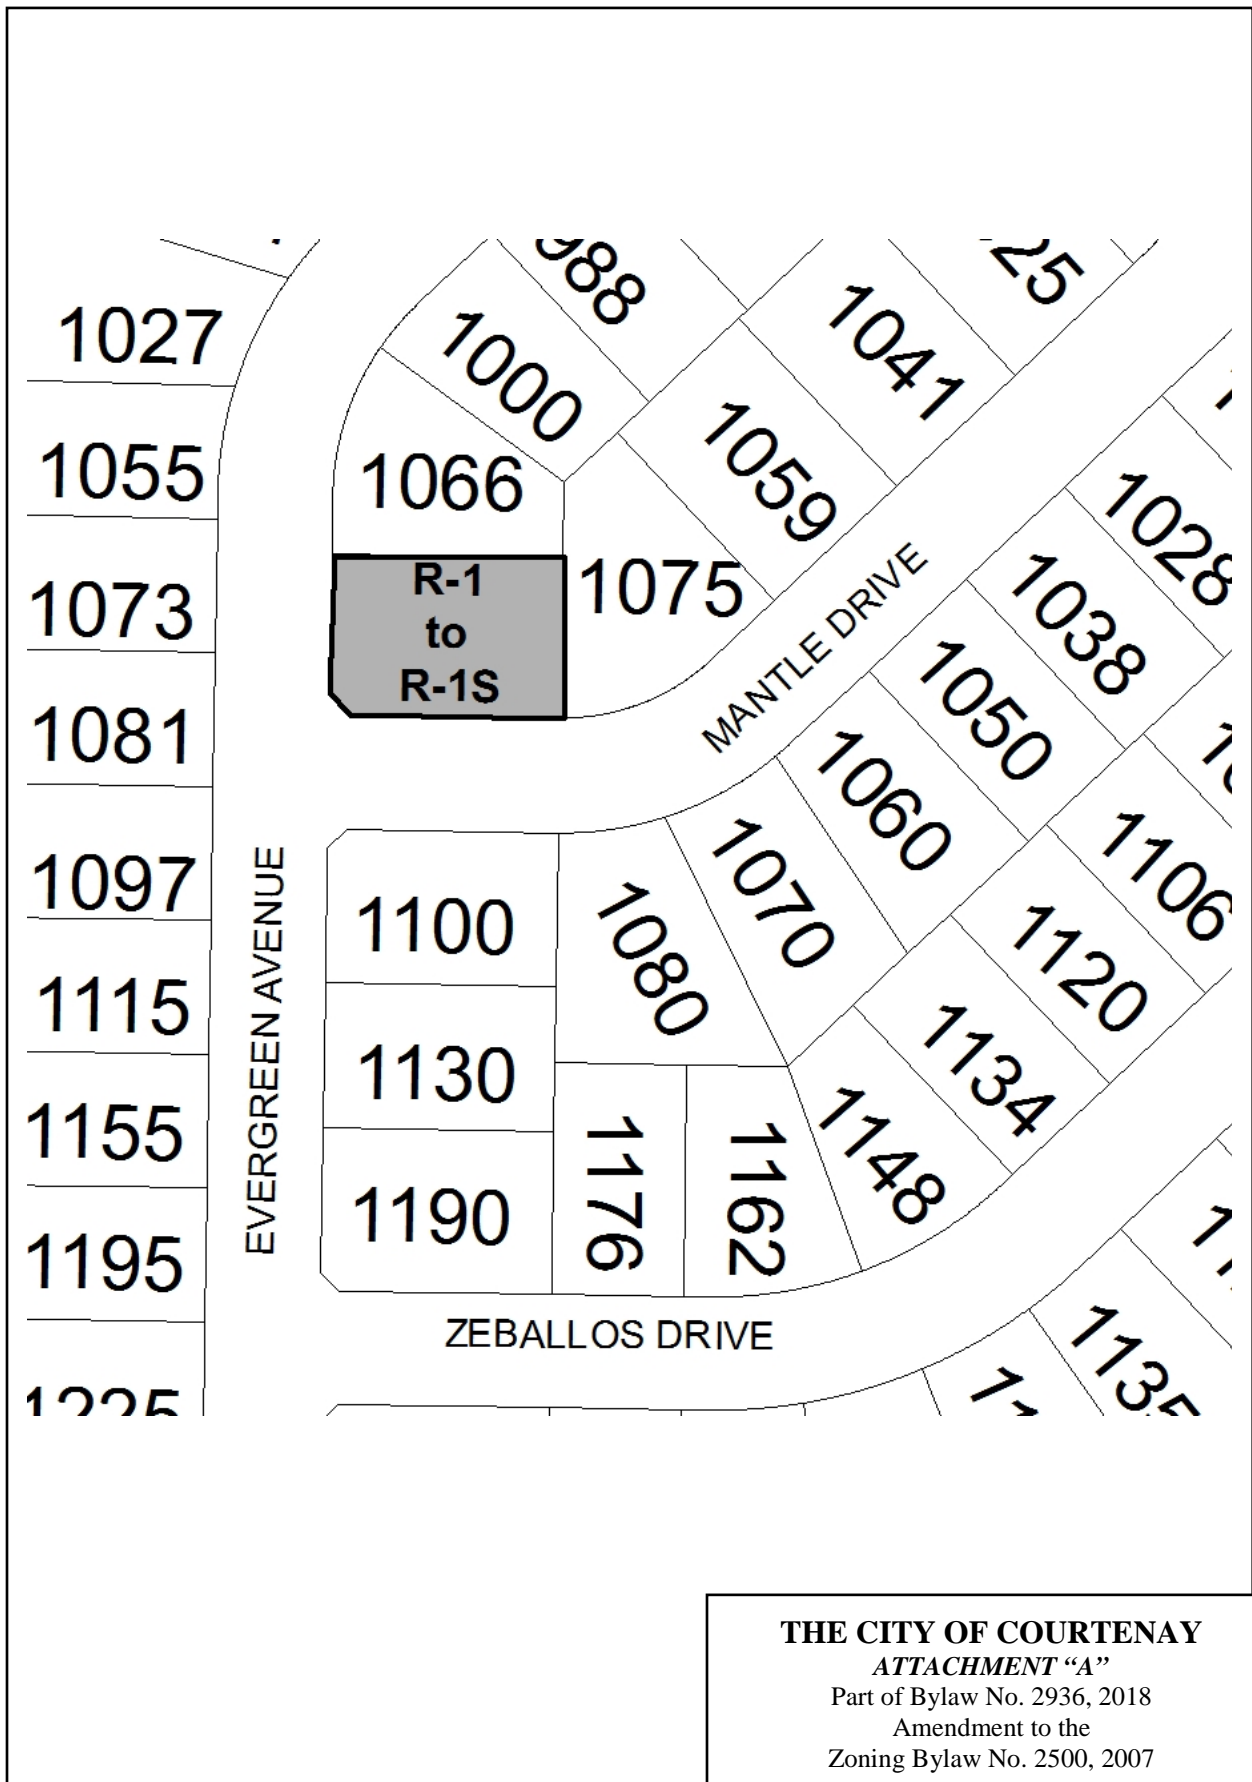 988
25
1027
1000
1041
1055
1066
1059
1028
1073
R-1
to
R-1S
1075
1038
1081
MANTLE DRIVE
1050
1060
1097
1100
1080
1070
1106
EVERGREEN AVENUE
1115
1130
1120
1134
1155
1176
1162
1148
1190
1195
ZEBALLOS DRIVE
1135
1225
THE CITY OF COURTENAY
ATTACHMENT “A”
Part of Bylaw No. 2936, 2018
Amendment to the
Zoning Bylaw No. 2500, 2007